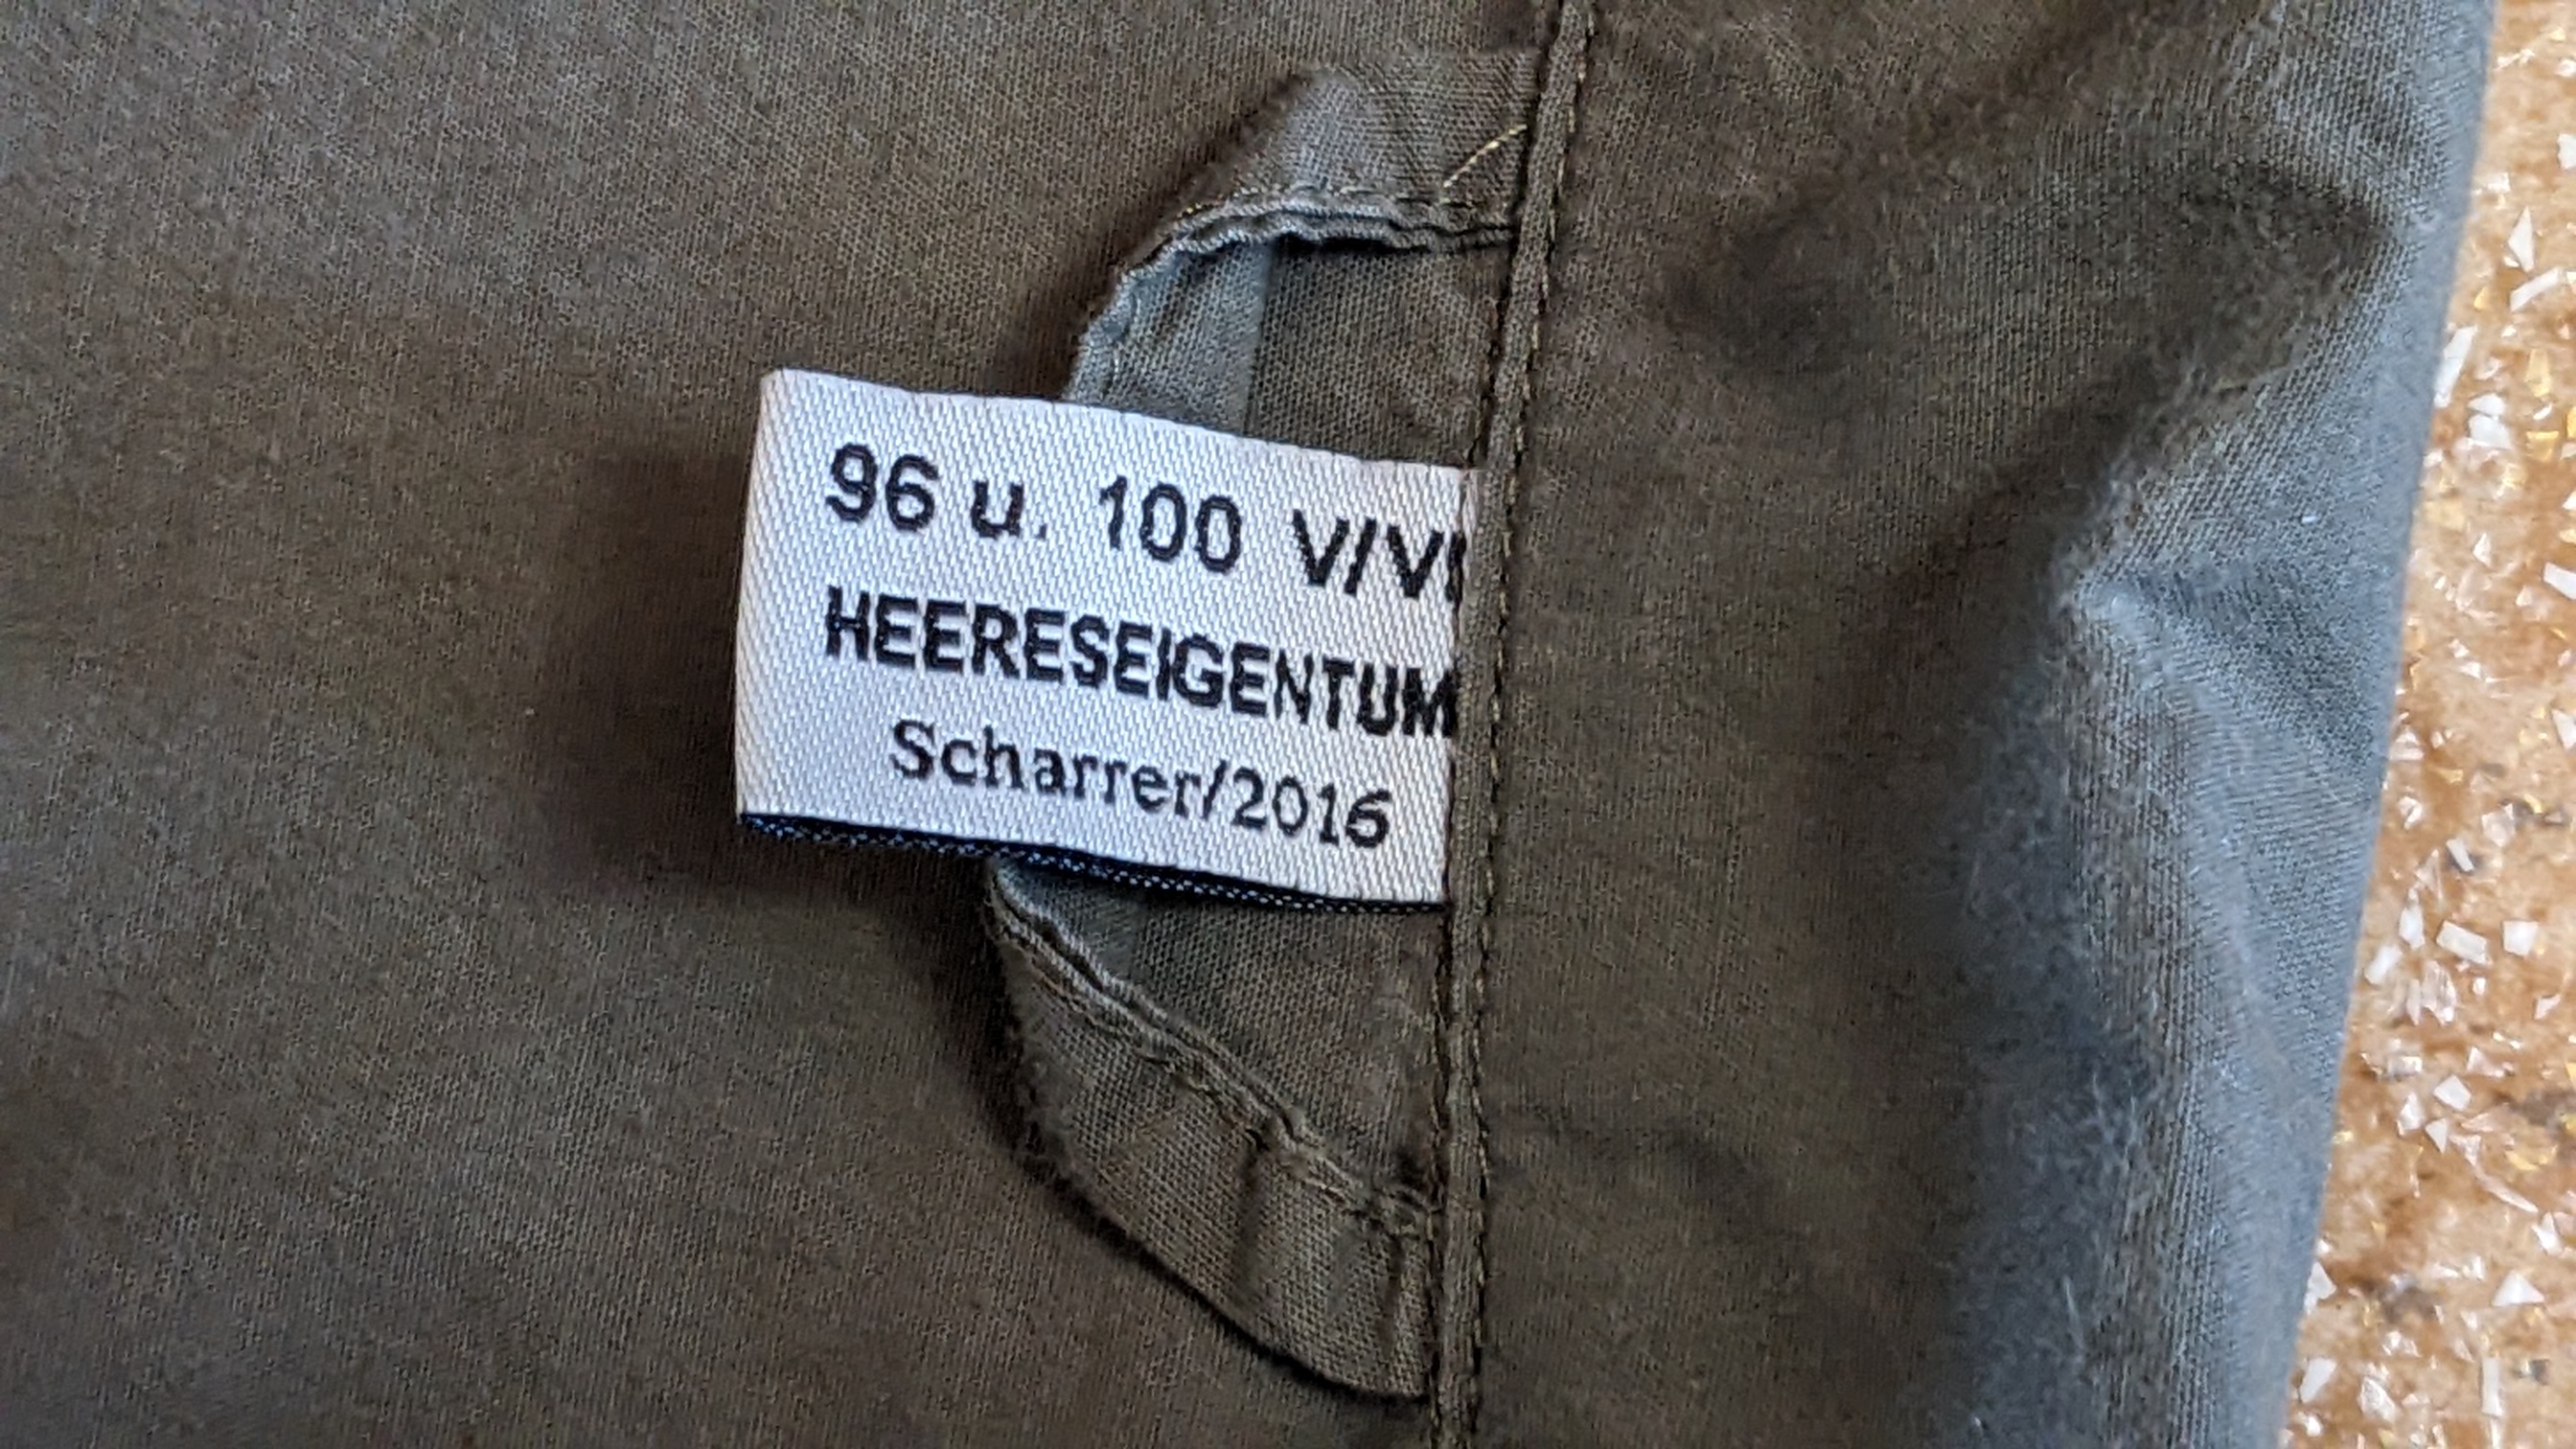 96 u. 100 V/VI
HEERESEIGENTUM
Scharrer/2016